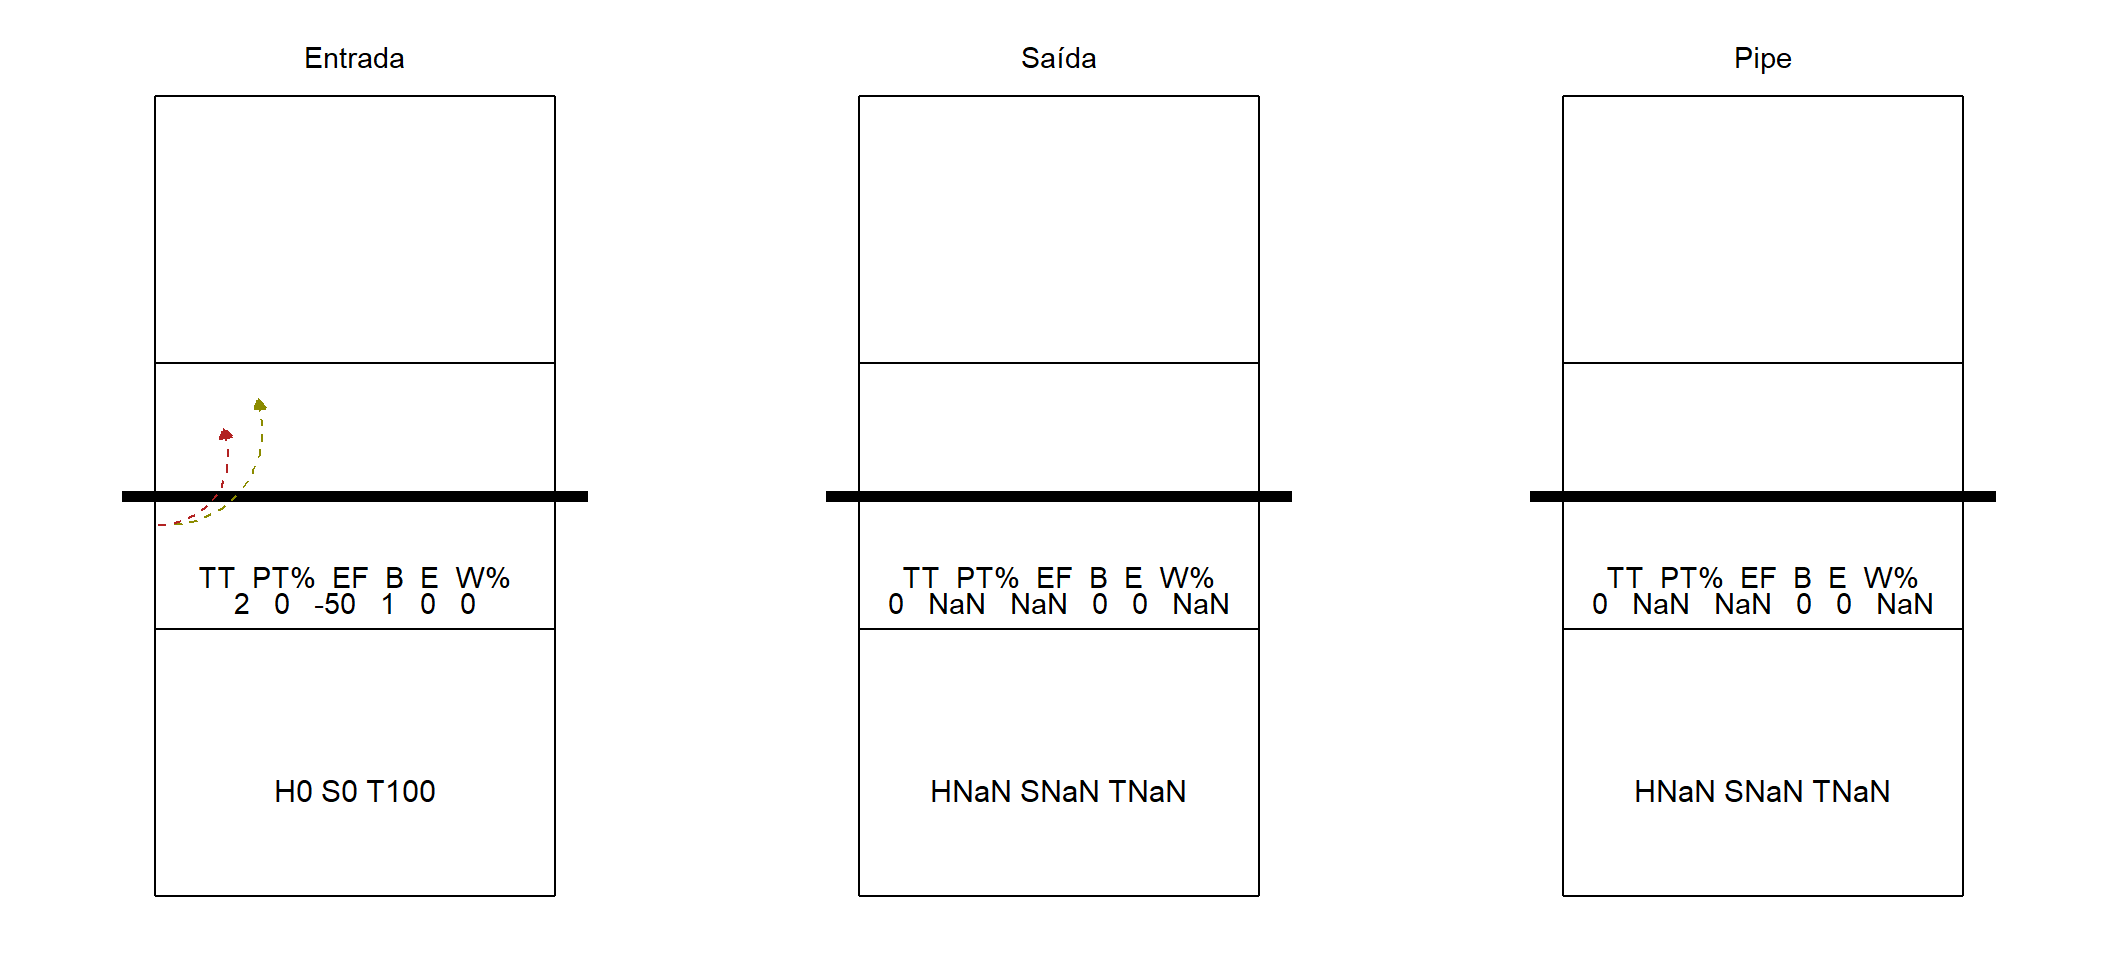 Entrada
TT PT% EF B E W%
2 0 -50 1 0 0
H0 S0 T100
Saída
TT PT% EF B E W%
0 NaN NaN 0 0 NaN
HNaN SNaN TNaN
Pipe
TT PT% EF B E W%
0 NaN NaN 0 0 NaN
HNaN SNaN TNaN